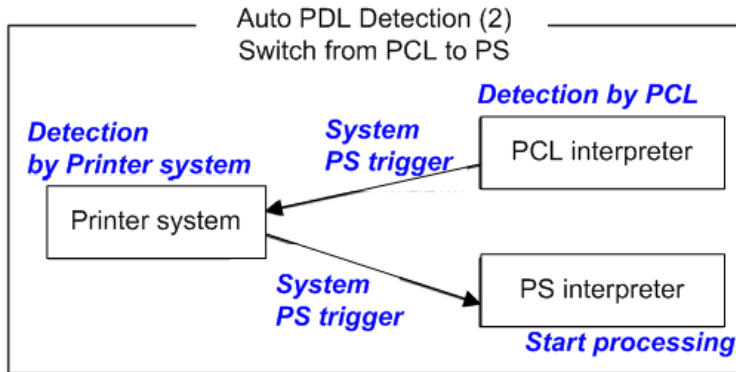 Auto PDL Detection (2)
Switch from PCL to PS
Detection by PCL
Detection
by Printer system
System
PS trigger
PCL interpreter
Printer system
System
PS trigger
PS interpreter
Start processing